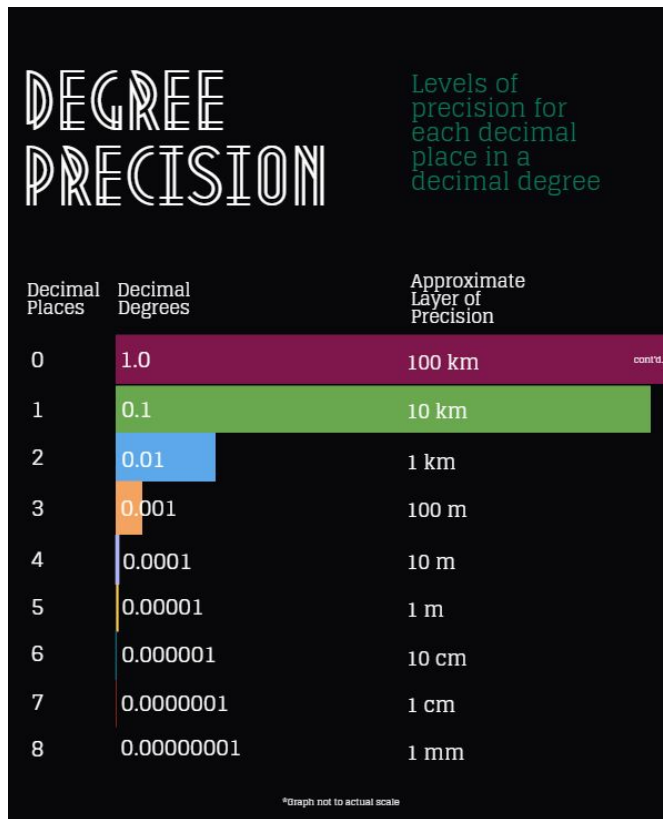 DEGREE
PRECISION
Levels of
precision for
each decimal
place in a
decimal degree
Decimal
Places
Decimal
Degrees
Approximate
Layer of
Precision
0 1.0 100 km cont'd.
1 0.1 10 km
2 0.01 1 km
3 0.001 100 m
4 0.0001 10 m
5 0.00001 1 m
6 0.000001 10 cm
7 0.0000001 1 cm
8 0.00000001 1 mm
*Graph not to actual scale